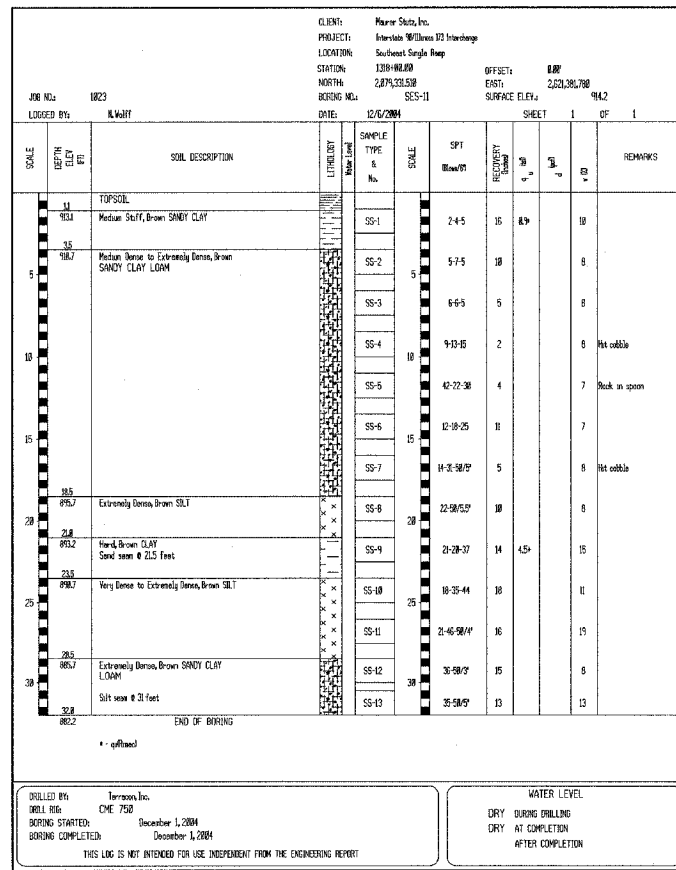 CLIENT: Maurer Stutz, Inc.
PROJECT: Interstate 90/Illinois 173 Interchange
LOCATION: Southeast Single Ramp
STATION: 1318+00.00 OFFSET: 0.00'
NORTH: 2,079,331.510 EAST: 2,621,381.780
JOB NO.: 1023 BORING NO.: SES-11 SURFACE ELEV.: 914.2
LOGGED BY: N. Wolff DATE: 12/6/2004 SHEET 1 OF 1
SCALE DEPTH ELEV (FT) SOIL DESCRIPTION LITHOLOGY Water Level SAMPLE TYPE & No. SCALE SPT (Blows/6") RECOVERY (Inches) q u (tsf) d (pcf) w (%) REMARKS
TOPSOIL
1.1
913.1 Medium Stiff, Brown SANDY CLAY SS-1 2-4-5 16 0.9* 10
3.5
910.7 Medium Dense to Extremely Dense, Brown SS-2 5-7-5 10 8
SANDY CLAY LOAM
5 5
SS-3 6-6-5 5 8
SS-4 9-13-15 2 8 Hit cobble
10 10
SS-5 42-22-30 4 7 Rock in spoon
SS-6 12-18-25 11 7
15 15
SS-7 14-31-50/5" 5 8 Hit cobble
18.5
895.7 Extremely Dense, Brown SILT SS-8 22-50/5.5" 10 8
20 20
21.0
893.2 Hard, Brown CLAY SS-9 21-20-37 14 4.5+ 15
Sand seam @ 21.5 feet
23.5
890.7 Very Dense to Extremely Dense, Brown SILT SS-10 18-35-44 18 11
25 25
SS-11 21-46-50/4" 16 19
28.5
885.7 Extremely Dense, Brown SANDY CLAY SS-12 36-50/3" 15 8
LOAM
30 30
Silt seam @ 31 feet SS-13 35-50/5" 13 13
32.0
882.2 END OF BORING
* - qu(Rimac)
DRILLED BY: Terracon, Inc.
DRILL RIG: CME 750
BORING STARTED: December 1, 2004
BORING COMPLETED: December 1, 2004
THIS LOG IS NOT INTENDED FOR USE INDEPENDENT FROM THE ENGINEERING REPORT
WATER LEVEL
DRY DURING DRILLING
DRY AT COMPLETION
AFTER COMPLETION